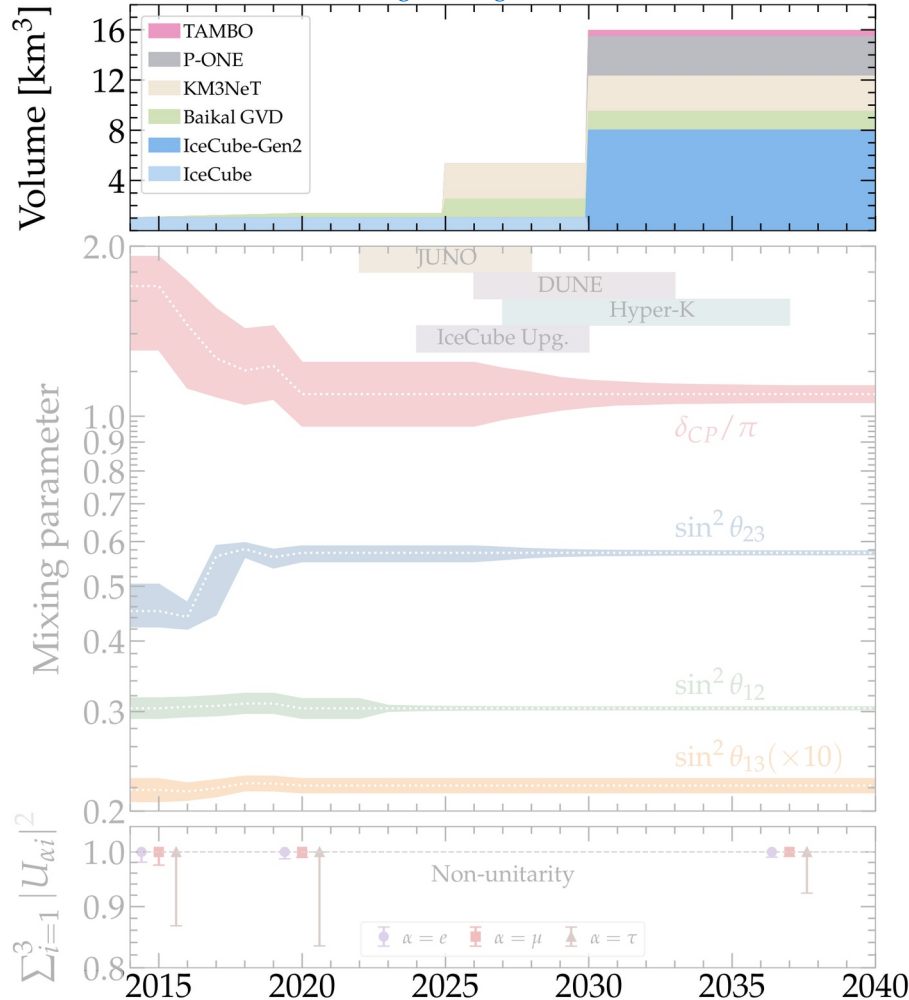 Volume [km³]
16
12
8
4
TAMBO
P-ONE
KM3NeT
Baikal GVD
IceCube-Gen2
IceCube
Mixing parameter
2.0
1.0
0.9
0.8
0.7
0.6
0.5
0.4
0.3
0.2
JUNO
DUNE
Hyper-K
IceCube Upg.
δ_CP/π
sin² θ₂₃
sin² θ₁₂
sin² θ₁₃(×10)
∑³ᵢ₌₁ |U_αi|²
1.0
0.9
0.8
Non-unitarity
α = e α = μ α = τ
2015 2020 2025 2030 2035 2040